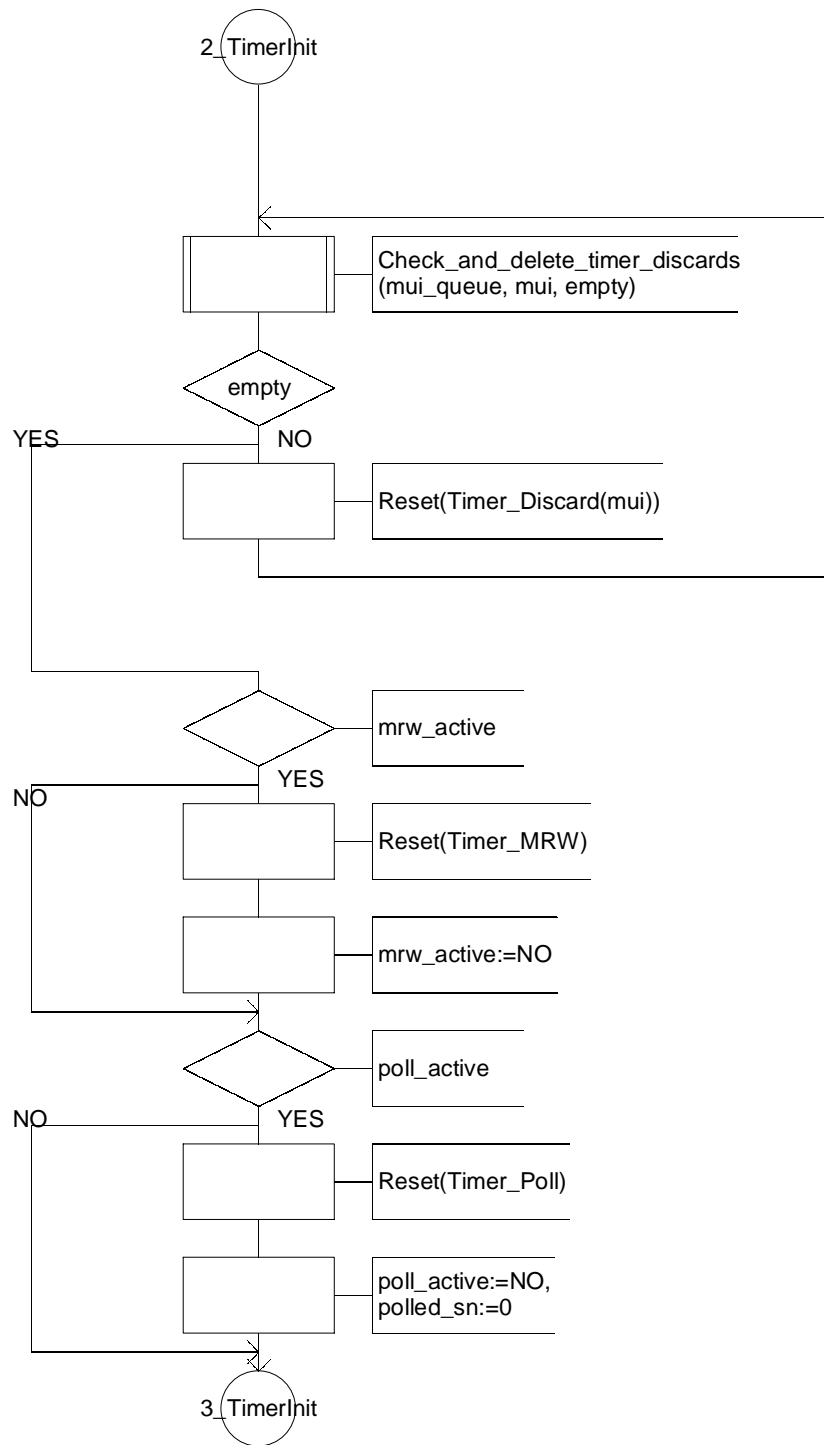 2_TimerInit
Check_and_delete_timer_discards
(mui_queue, mui, empty)
empty
YES
NO
Reset(Timer_Discard(mui))
mrw_active
YES
NO
Reset(Timer_MRW)
mrw_active:=NO
poll_active
NO
YES
Reset(Timer_Poll)
poll_active:=NO,
polled_sn:=0
3_TimerInit